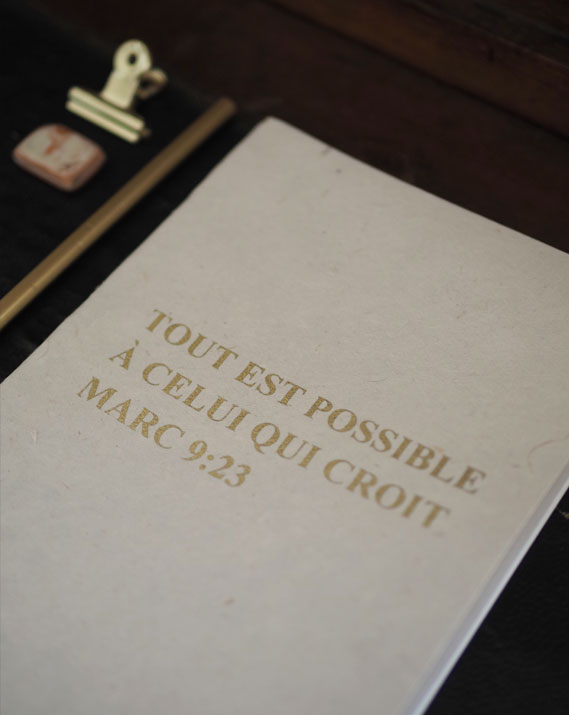 TOUT EST POSSIBLE
À CELUI QUI CROIT
MARC 9:23